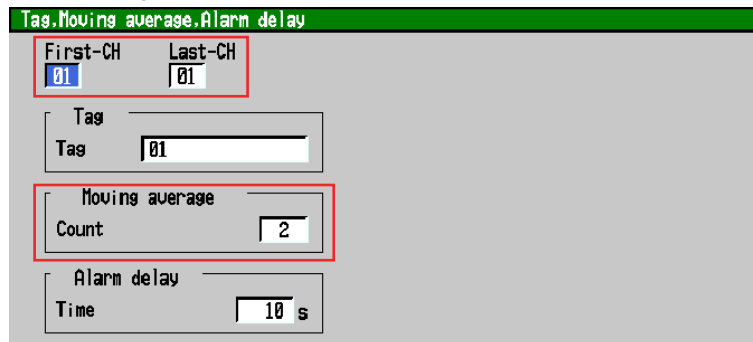 Tag,Moving average,Alarm delay
First-CH Last-CH
01 01
Tag
Tag 01
Moving average
Count 2
Alarm delay
Time 10 s